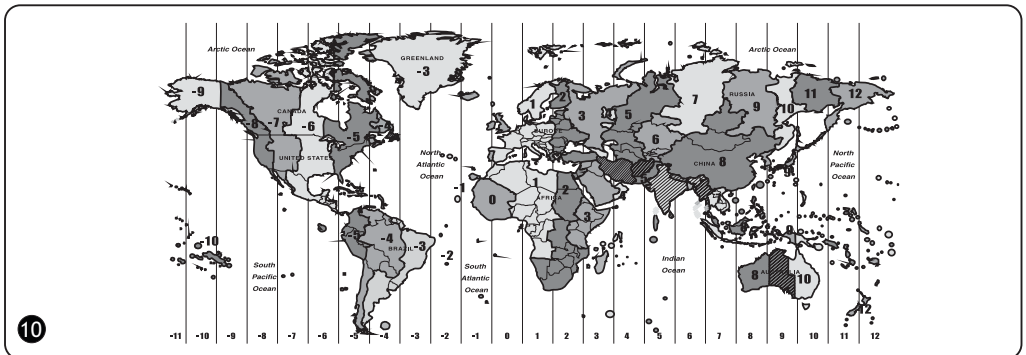 Arctic Ocean
Arctic Ocean
GREENLAND
-3
-9
CANADA
-8
-7
-6
-5
-4
UNITED STATES
North
Atlantic
Ocean
-1
1
2
3
4
5
6
7
RUSSIA
9
10
11
12
EUROPE
CHINA 8
North
Pacific
Ocean
0
1
2
AFRICA
3
-10
-5
-4
BRAZIL
-3
-2
South
Pacific
Ocean
South
Atlantic
Ocean
Indian
Ocean
9
8
AUSTRALIA
10
12
10
-11 -10 -9 -8 -7 -6 -5 -4 -3 -2 -1 0 1 2 3 4 5 6 7 8 9 10 11 12